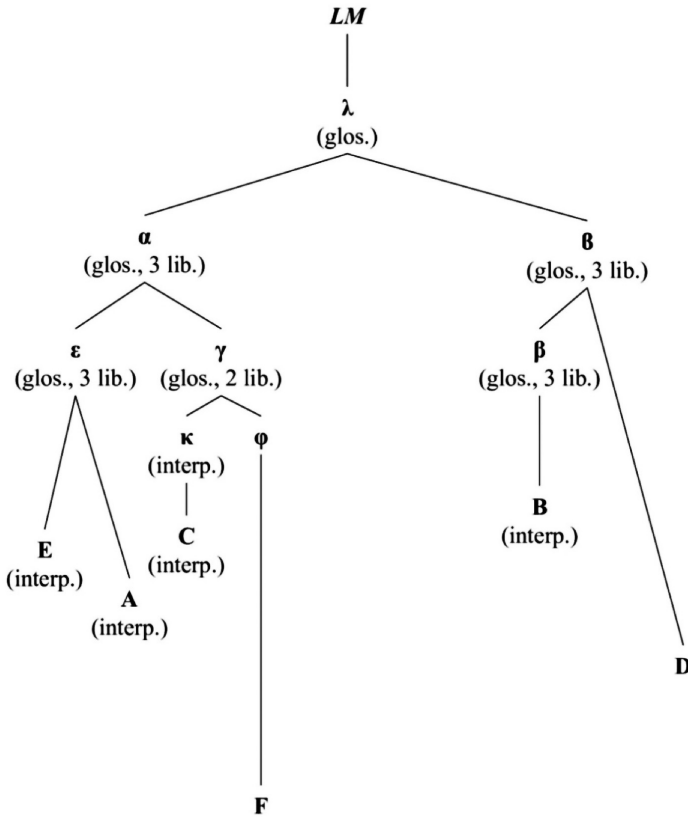 LM
λ
(glos.)
α
(glos., 3 lib.)
ϐ
(glos., 3 lib.)
ε
(glos., 3 lib.)
γ
(glos., 2 lib.)
β
(glos., 3 lib.)
κ
(interp.)
φ
E
(interp.)
C
(interp.)
B
(interp.)
A
(interp.)
D
F